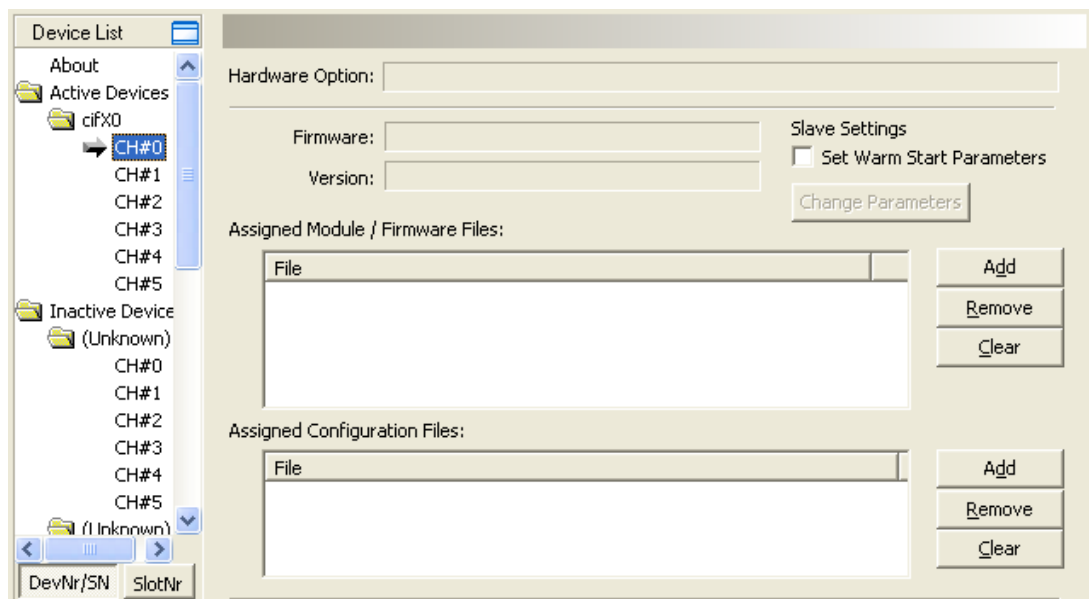 Device List
About
Active Devices
cifX0
CH#0
CH#1
CH#2
CH#3
CH#4
CH#5
Inactive Device
(Unknown)
CH#0
CH#1
CH#2
CH#3
CH#4
CH#5
(Unknown)
DevNr/SN
SlotNr
Hardware Option:
Firmware:
Version:
Slave Settings
Set Warm Start Parameters
Change Parameters
Assigned Module / Firmware Files:
File
Add
Remove
Clear
Assigned Configuration Files:
File
Add
Remove
Clear